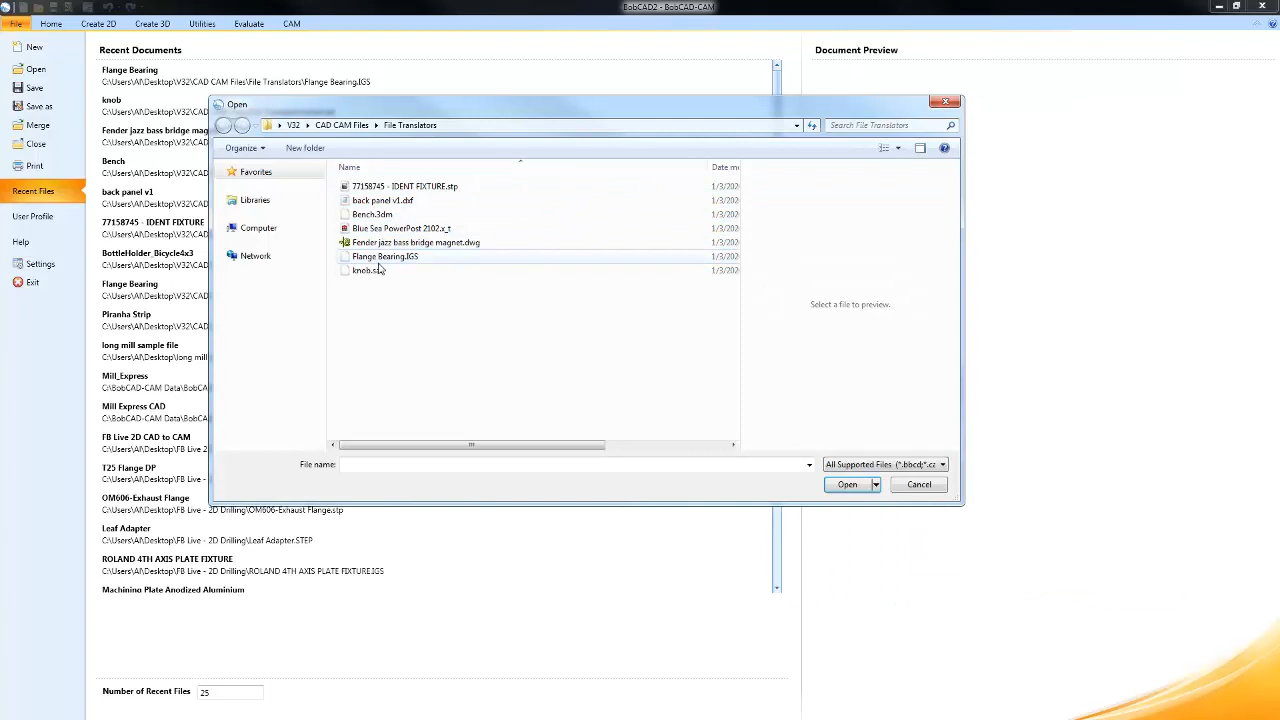 BobCAD2 - BobCAD-CAM
File Home Create 2D Create 3D Utilities Evaluate CAM
New
Open
Save
Save as
Merge
Close
Print
Recent Files
User Profile
Help
Settings
Exit
Recent Documents
Flange Bearing
C:\Users\Al\Desktop\V32\CAD CAM Files\File Translators\Flange Bearing.IGS
knob
C:\Users\Al\Desktop\V32\CAD
Fender jazz bass bridge mag
C:\Users\Al\Desktop\V32\CAD
Bench
C:\Users\Al\Desktop\V32\CAD
back panel v1
C:\Users\Al\Desktop\V32\CAD
77158745 - IDENT FIXTURE
C:\Users\Al\Desktop\V32\CAD
BottleHolder_Bicycle4x3
C:\Users\Al\Desktop\V32\CAD
Flange Bearing
C:\Users\Al\Desktop\V32\CAD
Piranha Strip
C:\Users\Al\Desktop\V32\CAD
long mill sample file
C:\Users\Al\Desktop\long mill
Mill_Express
C:\BobCAD-CAM Data\BobCA
Mill Express CAD
C:\BobCAD-CAM Data\BobCA
FB Live 2D CAD to CAM
C:\Users\Al\Desktop\FB Live -
T25 Flange DP
C:\Users\Al\Desktop\FB Live -
OM606-Exhaust Flange
C:\Users\Al\Desktop\FB Live - 2D Drilling\OM606-Exhaust Flange.stp
Leaf Adapter
C:\Users\Al\Desktop\FB Live - 2D Drilling\Leaf Adapter.STEP
ROLAND 4TH AXIS PLATE FIXTURE
C:\Users\Al\Desktop\FB Live - 2D Drilling\ROLAND 4TH AXIS PLATE FIXTURE.IGS
Machining Plate Anodized Aluminium
Number of Recent Files 25
Document Preview
Open
V32 CAD CAM Files File Translators
Search File Translators
Organize New folder
Favorites
Libraries
Computer
Network
Name Date m
77158745 - IDENT FIXTURE.stp 1/3/202
back panel v1.dxf 1/3/202
Bench.3dm 1/3/202
Blue Sea PowerPost 2102.x_t 1/3/202
Fender jazz bass bridge magnet.dwg 1/3/202
Flange Bearing.IGS 1/3/202
knob.sa 1/3/202
Select a file to preview.
File name: All Supported Files (*.bbcd;*.ca
Open Cancel